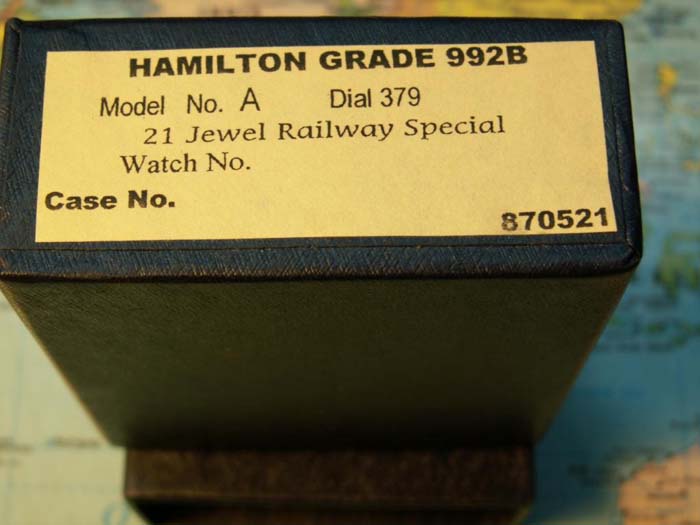 HAMILTON GRADE 992B
Model No. A Dial 379
21 Jewel Railway Special
Watch No.
Case No.
870521